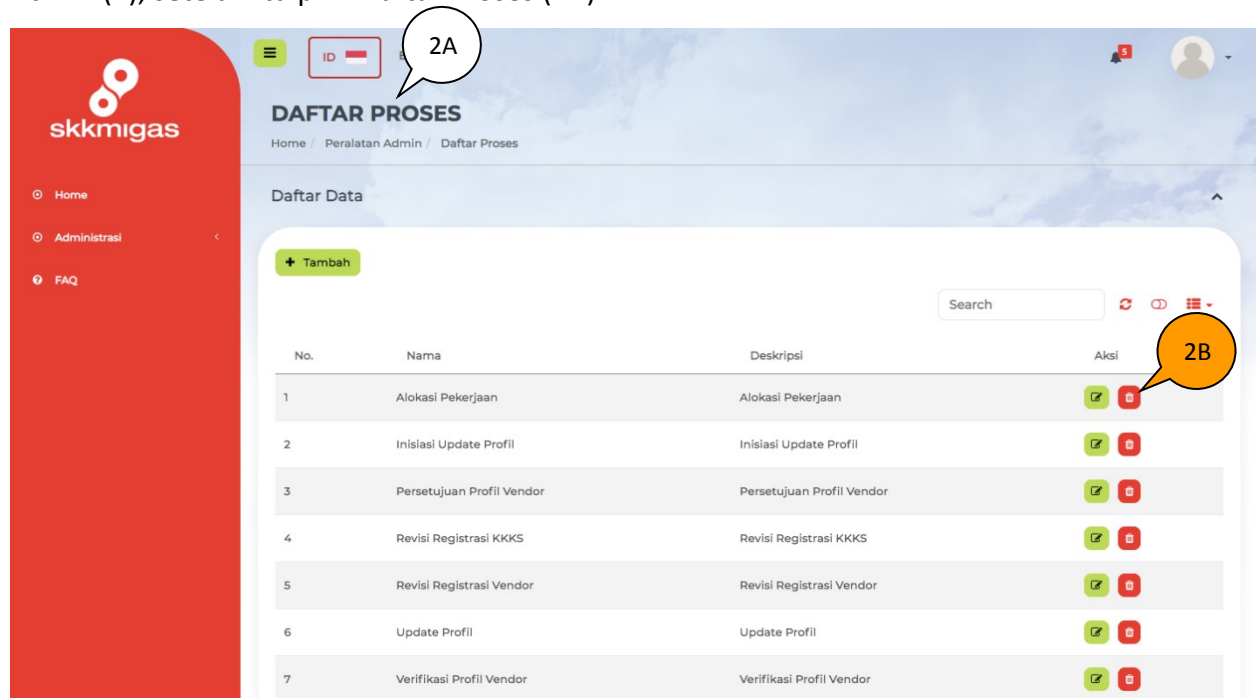 2A
ID
5
skkmigas
DAFTAR PROSES
Home / Peralatan Admin / Daftar Proses
Home
Administrasi
FAQ
Daftar Data
+ Tambah
Search
No. Nama Deskripsi Aksi
2B
1 Alokasi Pekerjaan Alokasi Pekerjaan
2 Inisiasi Update Profil Inisiasi Update Profil
3 Persetujuan Profil Vendor Persetujuan Profil Vendor
4 Revisi Registrasi KKKS Revisi Registrasi KKKS
5 Revisi Registrasi Vendor Revisi Registrasi Vendor
6 Update Profil Update Profil
7 Verifikasi Profil Vendor Verifikasi Profil Vendor